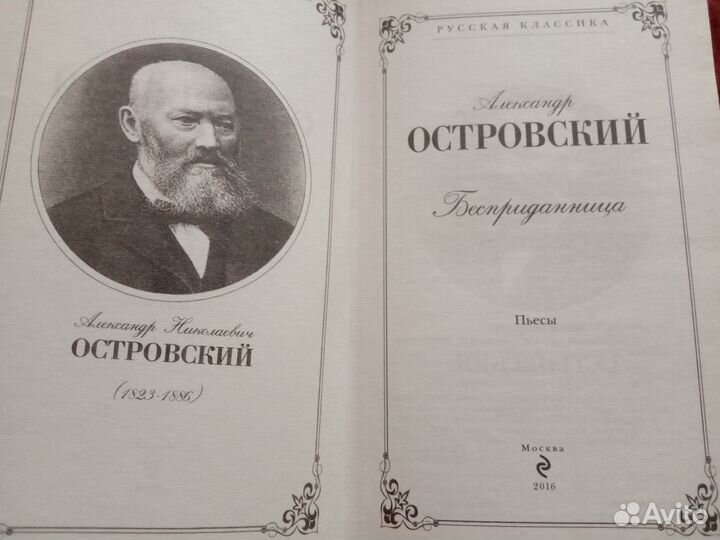 Александр Николаевич
ОСТРОВСКИЙ
(1823-1886)
РУССКАЯ КЛАССИКА
Александр
ОСТРОВСКИЙ
Бесприданница
Пьесы
Москва
2016
Avito